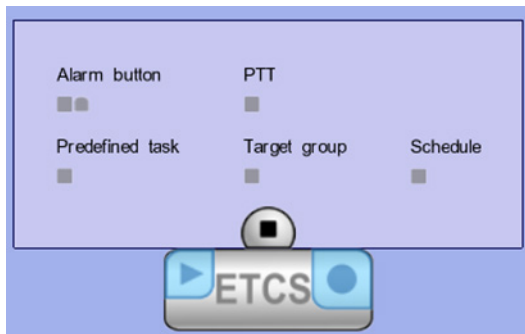 Alarm button PTT
Predefined task Target group Schedule
ETCS